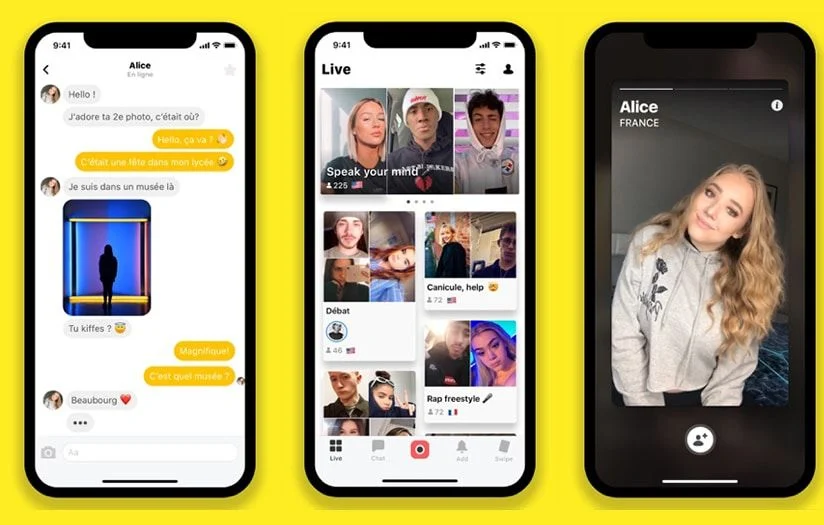 9:41
Alice
En ligne
Hello !
J'adore ta 2e photo, c'était où?
Hello, ça va ? 👋
C'était une fête dans mon lycée 🤣
Je suis dans un musée là
Tu kiffes ? 😇
Magnifique!
C'est quel musée ?
Beaubourg ❤️
•••
Aa
9:41
Live
Speak your mind
225 🇺🇸
Débat
46 🇺🇸
Canicule, help 🤯
72 🇺🇸
Rap freestyle 🎤
72 🇫🇷
Live
Chat
Add
Swipe
Alice
FRANCE
i